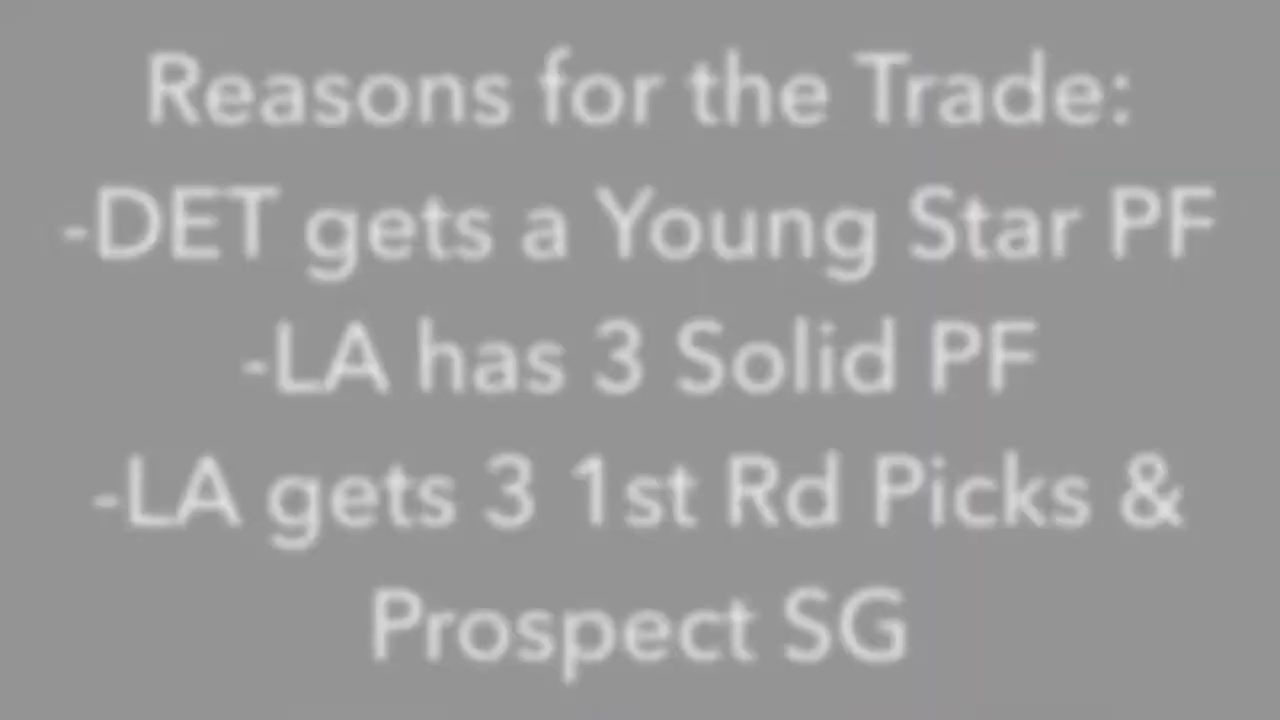 Reasons for the Trade:
-DET gets a Young Star PF
-LA has 3 Solid PF
-LA gets 3 1st Rd Picks &
Prospect SG